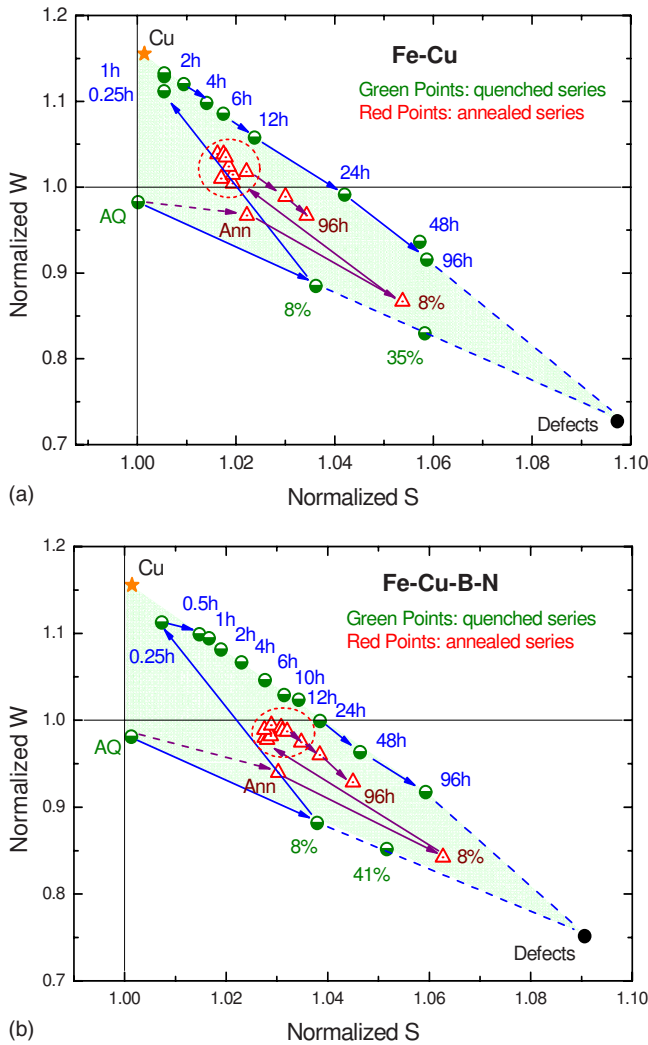 1.2
Cu
Fe-Cu
1h
2h
0.25h
4h
6h
12h
Green Points: quenched series
Red Points: annealed series
1.1
24h
1.0
AQ
Ann
96h
48h
96h
0.9
8%
8%
35%
0.8
Defects
0.7
1.00 1.02 1.04 1.06 1.08 1.10
Normalized W
Normalized S
(a)
1.2
Cu
Fe-Cu-B-N
0.5h
1h
2h
4h
0.25h
6h
10h
12h
Green Points: quenched series
Red Points: annealed series
1.1
24h
1.0
48h
AQ
Ann
96h
96h
0.9
8%
8%
41%
0.8
Defects
0.7
1.00 1.02 1.04 1.06 1.08 1.10
Normalized W
Normalized S
(b)